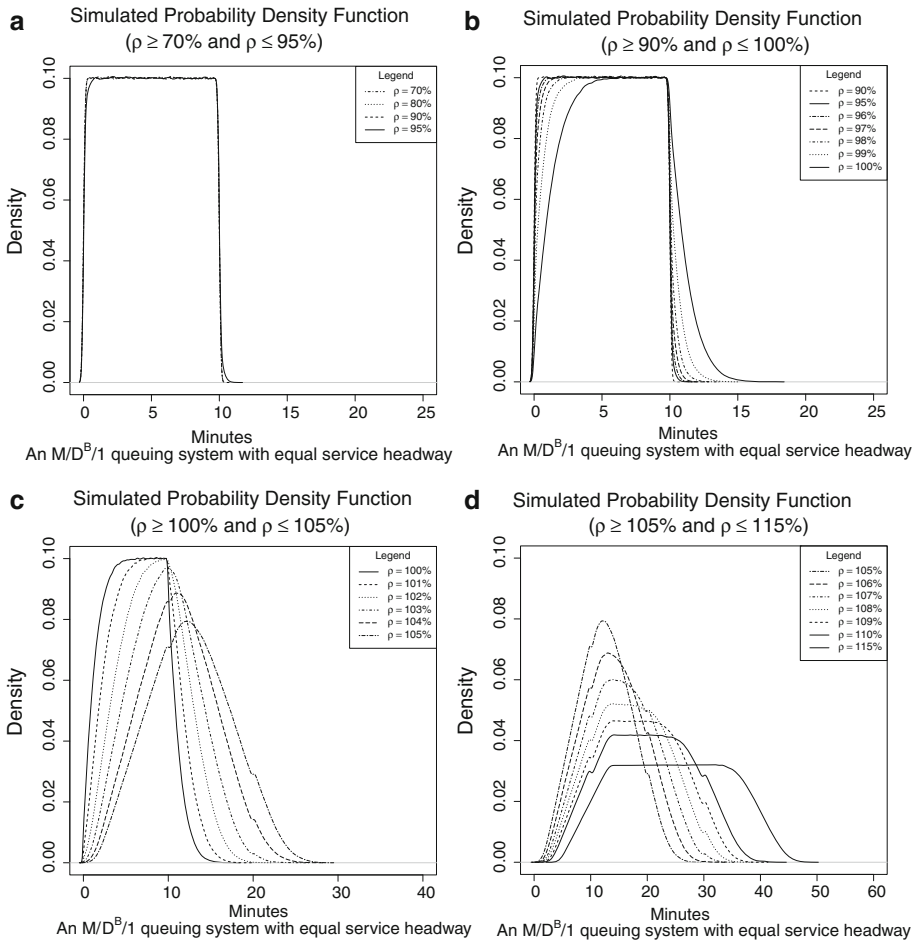 a
Simulated Probability Density Function
(ρ ≥ 70% and ρ ≤ 95%)
Legend
ρ = 70%
ρ = 80%
ρ = 90%
ρ = 95%
Density
0.00 0.02 0.04 0.06 0.08 0.10
0 5 10 15 20 25
Minutes
An M/D^B/1 queuing system with equal service headway
b
Simulated Probability Density Function
(ρ ≥ 90% and ρ ≤ 100%)
Legend
ρ = 90%
ρ = 95%
ρ = 96%
ρ = 97%
ρ = 98%
ρ = 99%
ρ = 100%
Density
0.00 0.02 0.04 0.06 0.08 0.10
0 5 10 15 20 25
Minutes
An M/D^B/1 queuing system with equal service headway
c
Simulated Probability Density Function
(ρ ≥ 100% and ρ ≤ 105%)
Legend
ρ = 100%
ρ = 101%
ρ = 102%
ρ = 103%
ρ = 104%
ρ = 105%
Density
0.00 0.02 0.04 0.06 0.08 0.10
0 10 20 30 40
Minutes
An M/D^B/1 queuing system with equal service headway
d
Simulated Probability Density Function
(ρ ≥ 105% and ρ ≤ 115%)
Legend
ρ = 105%
ρ = 106%
ρ = 107%
ρ = 108%
ρ = 109%
ρ = 110%
ρ = 115%
Density
0.00 0.02 0.04 0.06 0.08 0.10
0 10 20 30 40 50 60
Minutes
An M/D^B/1 queuing system with equal service headway